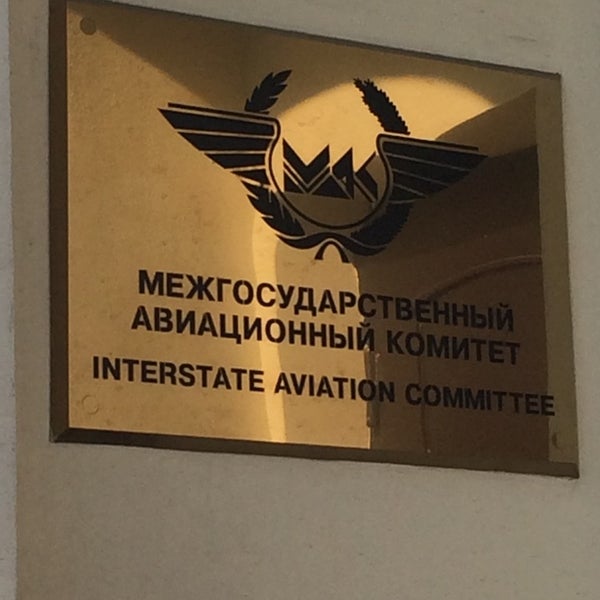 МАК
МЕЖГОСУДАРСТВЕННЫЙ
АВИАЦИОННЫЙ КОМИТЕТ
INTERSTATE AVIATION COMMITTEE